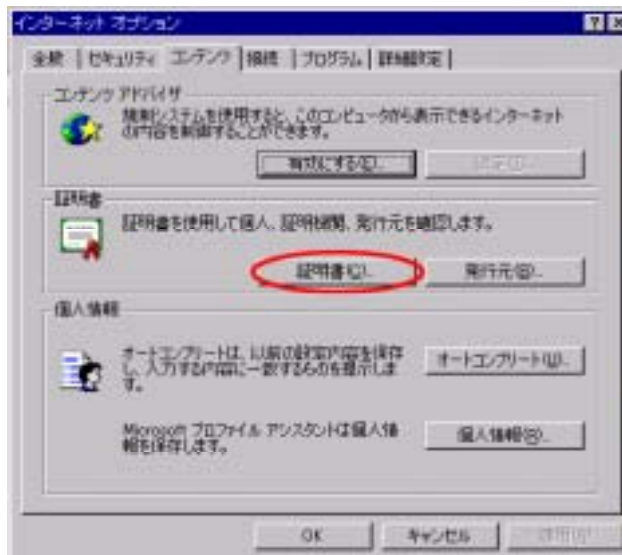 インターネット オプション
全般 セキュリティ コンテンツ 接続 プログラム 詳細設定
コンテンツ アドバイザ
規制システムを使用すると、このコンピュータから表示できるインターネット
の内容を制御することができます。
有効にする(E)...
設定(T)...
証明書
証明書を使用して個人、証明機関、発行元を確認します。
証明書(C)... 発行元(B)...
個人情報
オートコンプリートは、以前の設定内容を保存
し、入力する内容に一致するものを提示しま
す。
オートコンプリート(U)...
Microsoft プロファイル アシスタントは個人情
報を保存します。
個人情報(R)...
OK キャンセル 適用(A)